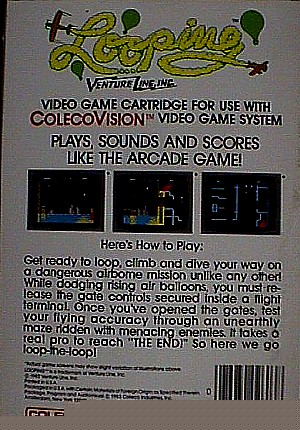 Looping
VENTURE LINE, INC.
VIDEO GAME CARTRIDGE FOR USE WITH
COLECOVISION™ VIDEO GAME SYSTEM
PLAYS, SOUNDS AND SCORES
LIKE THE ARCADE GAME!
Here's How to Play:
Get ready to loop, climb and dive your way on
a dangerous airborne mission unlike any other!
While dodging rising air balloons, you must re-
lease the gate controls secured inside a flight
terminal. Once you've opened the gates, test
your flying accuracy through an unearthly
maze ridden with menacing enemies. It takes a
real pro to reach "THE END!" So here we go
loop-the-loop!
Printed in U.S.A.